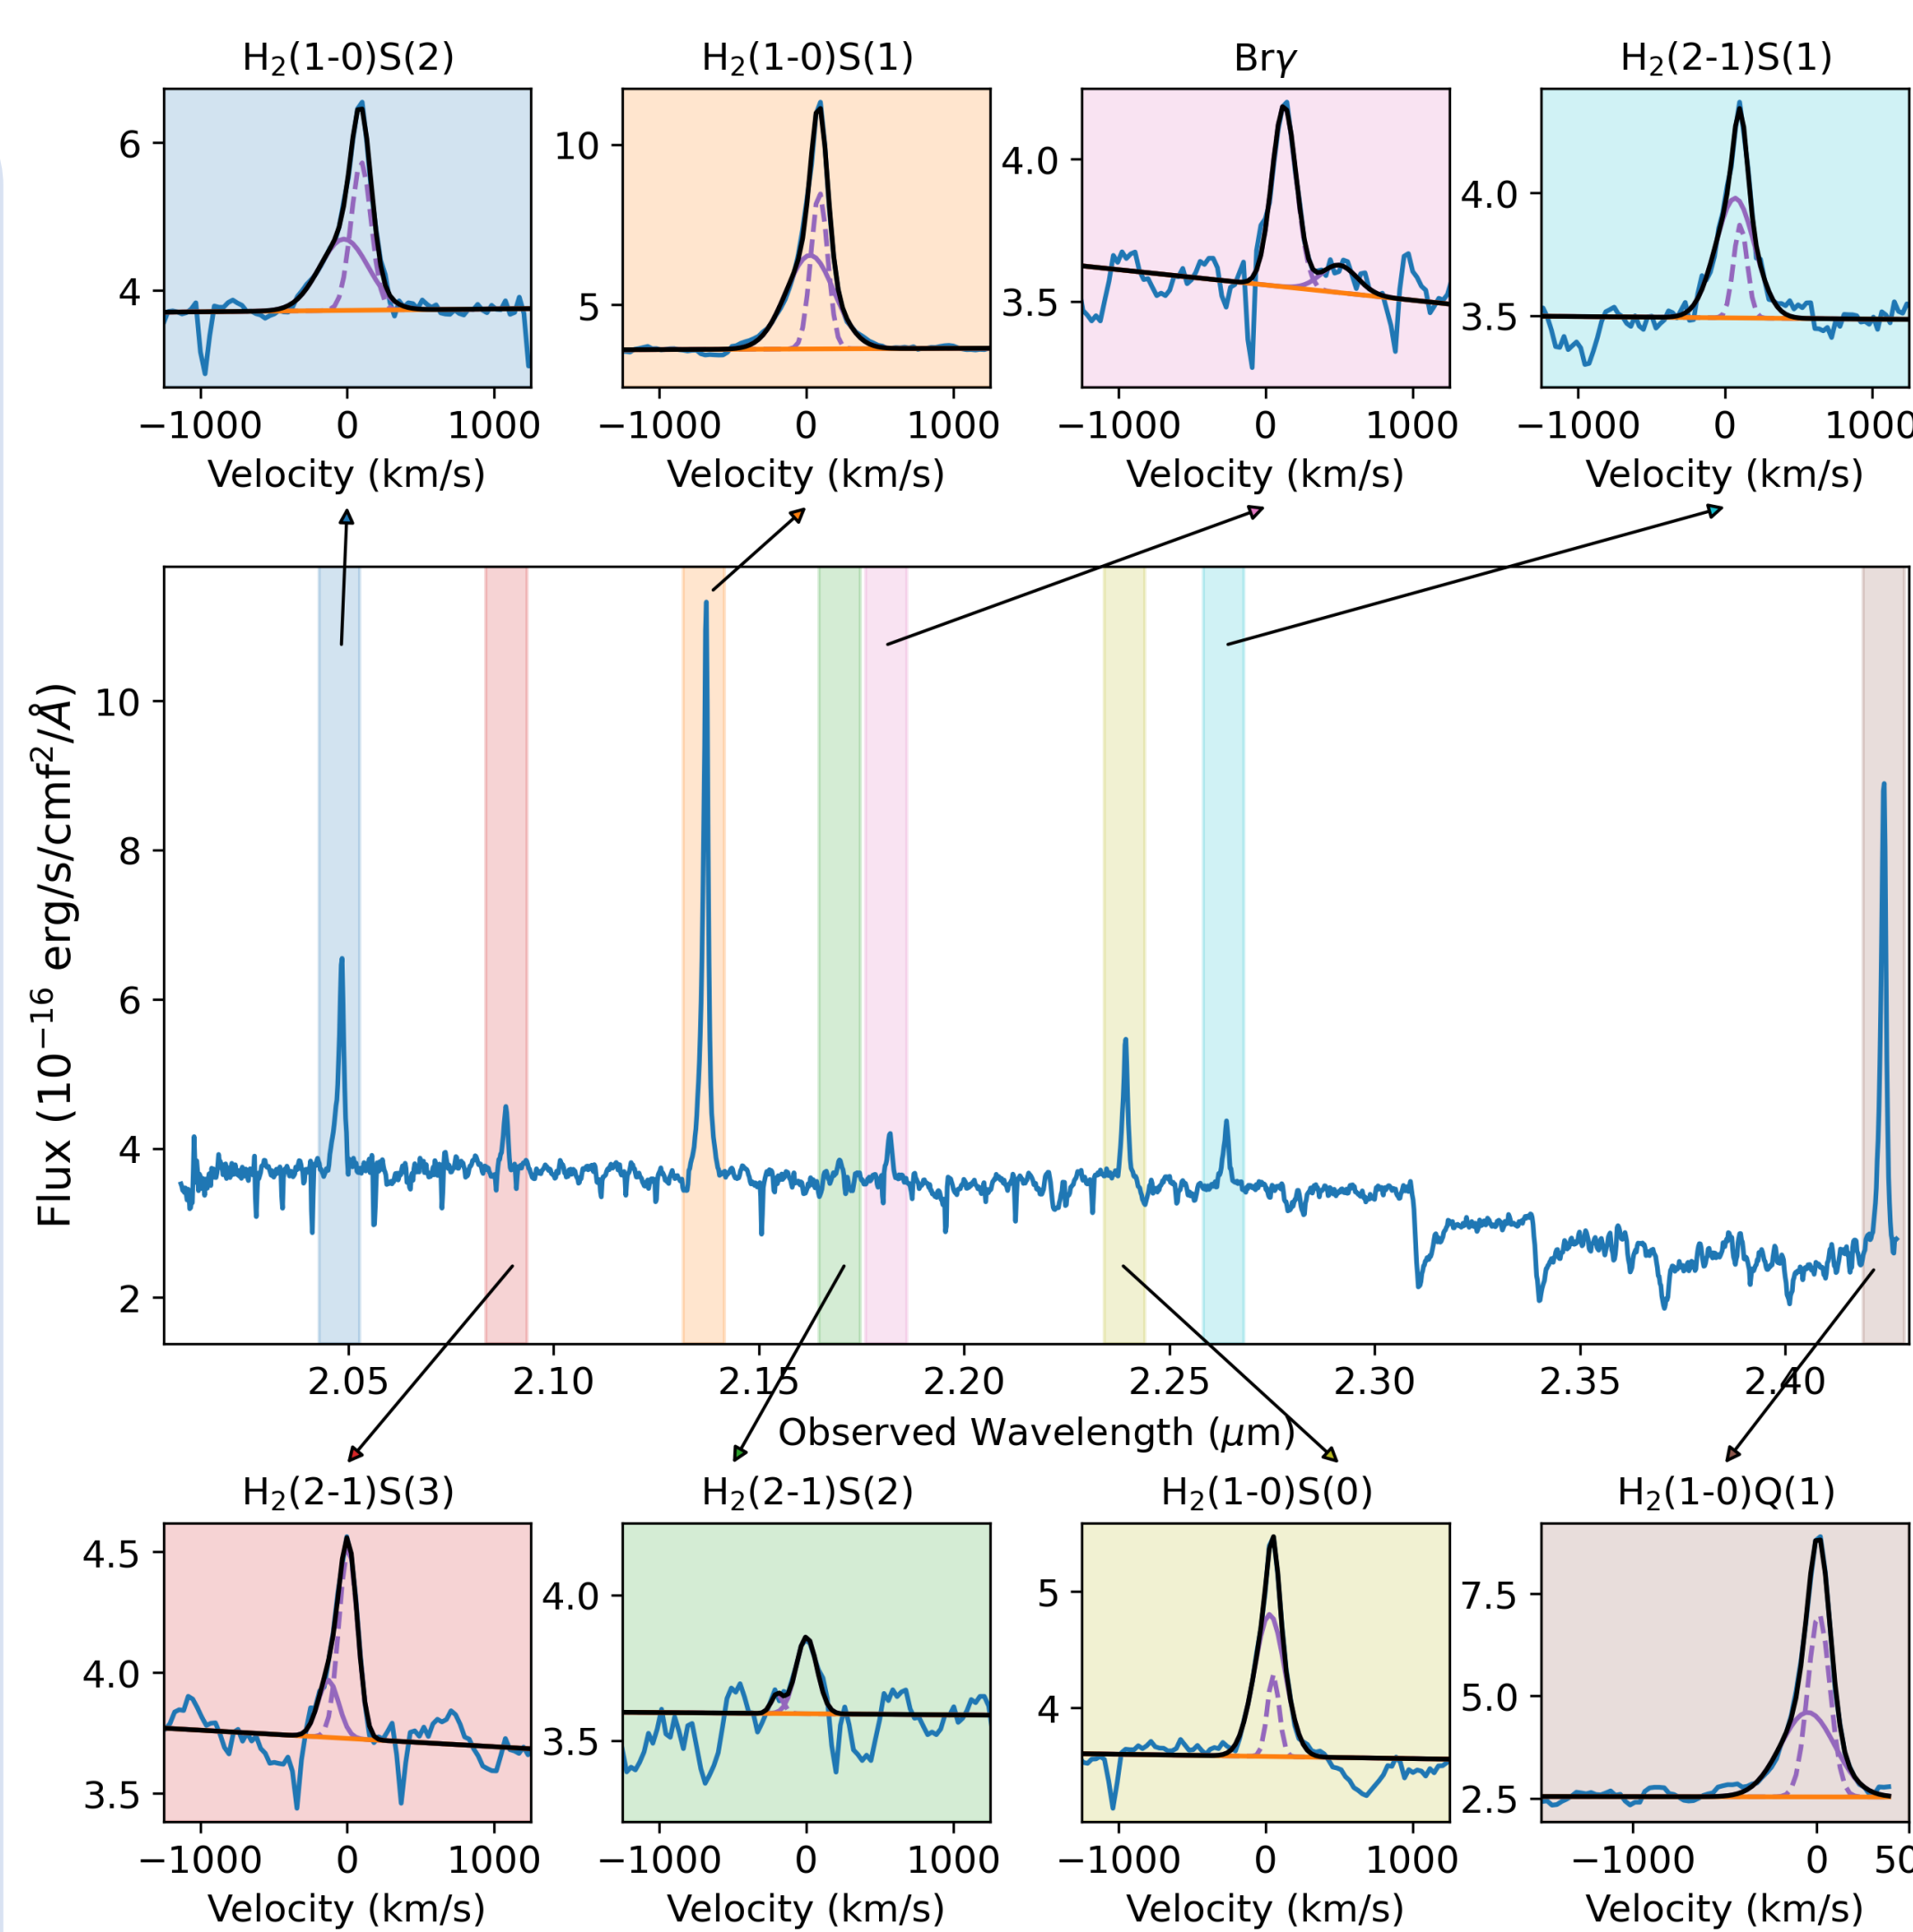 H₂(1-0)S(2) H₂(1-0)S(1) Brγ H₂(2-1)S(1)
6 10 4.0 4.0
4 5 3.5 3.5
−1000 0 1000 −1000 0 1000 −1000 0 1000 −1000 0 1000
Velocity (km/s) Velocity (km/s) Velocity (km/s) Velocity (km/s)
Flux (10⁻¹⁶ erg/s/cmf²/Å)
10
8
6
4
2
2.05 2.10 2.15 2.20 2.25 2.30 2.35 2.40
Observed Wavelength (μm)
H₂(2-1)S(3) H₂(2-1)S(2) H₂(1-0)S(0) H₂(1-0)Q(1)
4.5 4.0 5 7.5
4.0 3.5 4 5.0
3.5 2.5
−1000 0 1000 −1000 0 1000 −1000 0 1000 −1000 0 50
Velocity (km/s) Velocity (km/s) Velocity (km/s) Velocity (km/s)